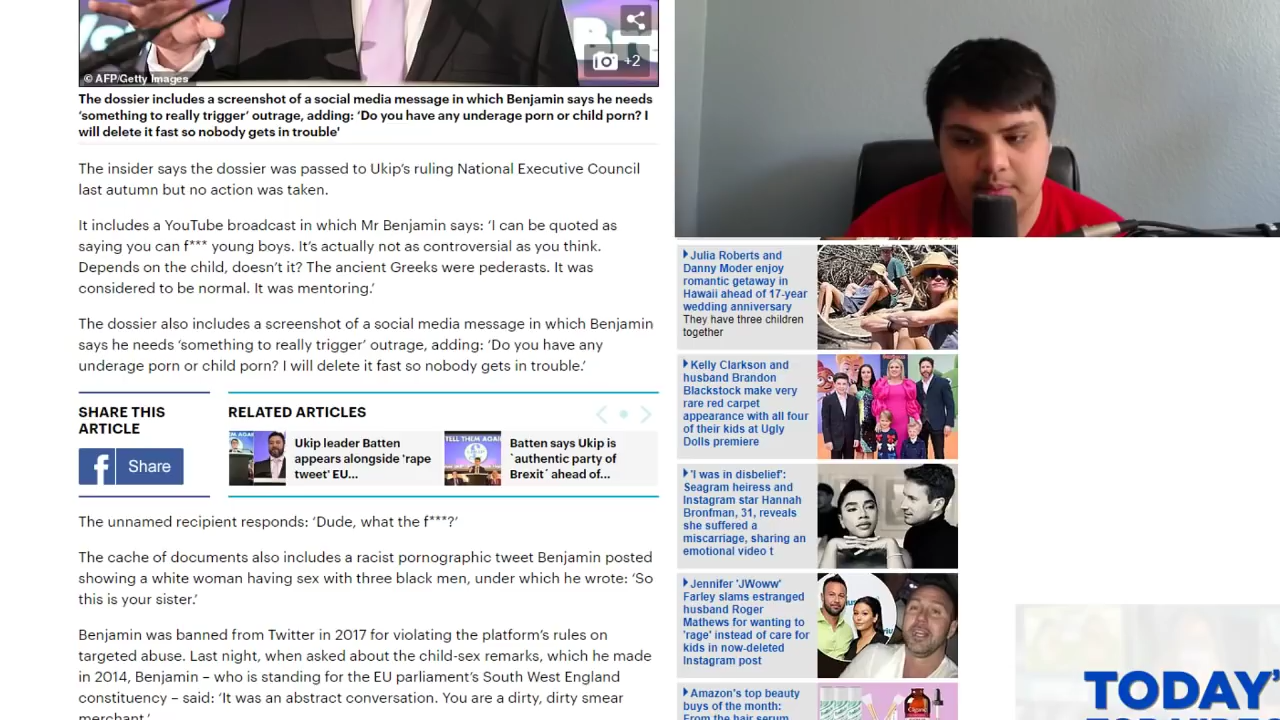 +2
© AFP/Getty Images
The dossier includes a screenshot of a social media message in which Benjamin says he needs
'something to really trigger' outrage, adding: 'Do you have any underage porn or child porn? I
will delete it fast so nobody gets in trouble'
The insider says the dossier was passed to Ukip's ruling National Executive Council
last autumn but no action was taken.
It includes a YouTube broadcast in which Mr Benjamin says: 'I can be quoted as
saying you can f*** young boys. It's actually not as controversial as you think.
Depends on the child, doesn't it? The ancient Greeks were pederasts. It was
considered to be normal. It was mentoring.'
The dossier also includes a screenshot of a social media message in which Benjamin
says he needs 'something to really trigger' outrage, adding: 'Do you have any
underage porn or child porn? I will delete it fast so nobody gets in trouble.'
SHARE THIS
ARTICLE
Share
RELATED ARTICLES
Ukip leader Batten
appears alongside 'rape
tweet' EU...
Batten says Ukip is
`authentic party of
Brexit´ ahead of...
The unnamed recipient responds: 'Dude, what the f***?'
The cache of documents also includes a racist pornographic tweet Benjamin posted
showing a white woman having sex with three black men, under which he wrote: 'So
this is your sister.'
Benjamin was banned from Twitter in 2017 for violating the platform's rules on
targeted abuse. Last night, when asked about the child-sex remarks, which he made
in 2014, Benjamin – who is standing for the EU parliament's South West England
constituency – said: 'It was an abstract conversation. You are a dirty, dirty smear
merchant.'
Julia Roberts and
Danny Moder enjoy
romantic getaway in
Hawaii ahead of 17-year
wedding anniversary
They have three children
together
Kelly Clarkson and
husband Brandon
Blackstock make very
rare red carpet
appearance with all four
of their kids at Ugly
Dolls premiere
'I was in disbelief':
Seagram heiress and
Instagram star Hannah
Bronfman, 31, reveals
she suffered a
miscarriage, sharing an
emotional video t
Jennifer 'JWoww'
Farley slams estranged
husband Roger
Mathews for wanting to
'rage' instead of care for
kids in now-deleted
Instagram post
Amazon's top beauty
buys of the month:
From the hair serum
TODAY'